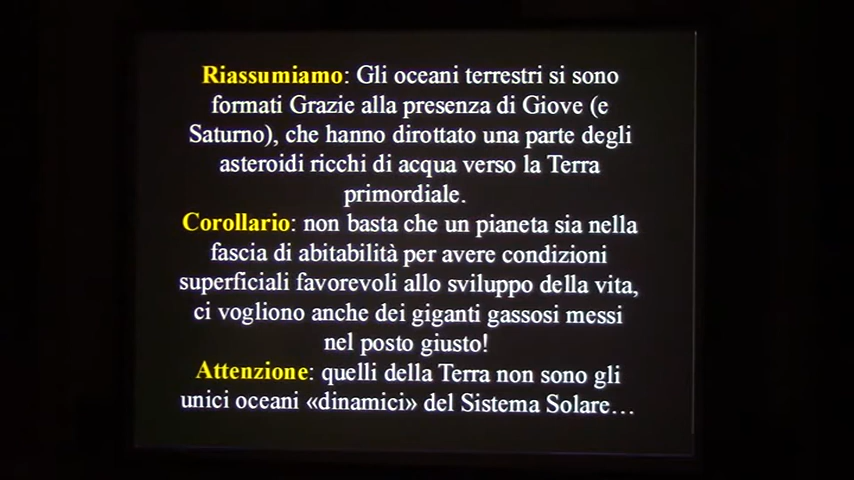 Riassumiamo: Gli oceani terrestri si sono
formati Grazie alla presenza di Giove (e
Saturno), che hanno dirottato una parte degli
asteroidi ricchi di acqua verso la Terra
primordiale.
Corollario: non basta che un pianeta sia nella
fascia di abitabilità per avere condizioni
superficiali favorevoli allo sviluppo della vita,
ci vogliono anche dei giganti gassosi messi
nel posto giusto!
Attenzione: quelli della Terra non sono gli
unici oceani «dinamici» del Sistema Solare…